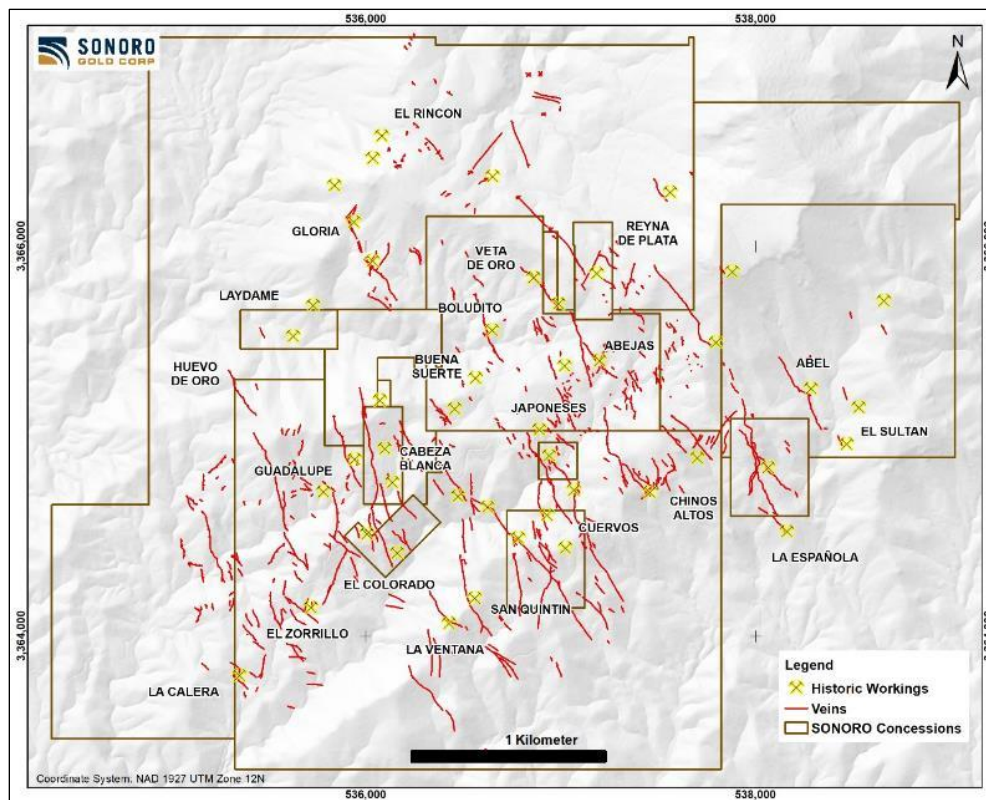 536,000
538,000
SONORO
GOLD CORP
N
EL RINCON
3,366,000
GLORIA
REYNA
DE PLATA
VETA
DE ORO
LAYDAME
BOLUDITO
ABEJAS
BUENA
SUERTE
HUEVO
DE ORO
ABEL
JAPONESES
EL SULTAN
CABEZA
BLANCA
GUADALUPE
CHINOS
ALTOS
CUERVOS
LA ESPAÑOLA
EL COLORADO
SAN QUINTIN
EL ZORRILLO
LA VENTANA
3,364,000
LA CALERA
Legend
Historic Workings
Veins
SONORO Concessions
1 Kilometer
Coordinate System: NAD 1927 UTM Zone 12N
536,000
538,000